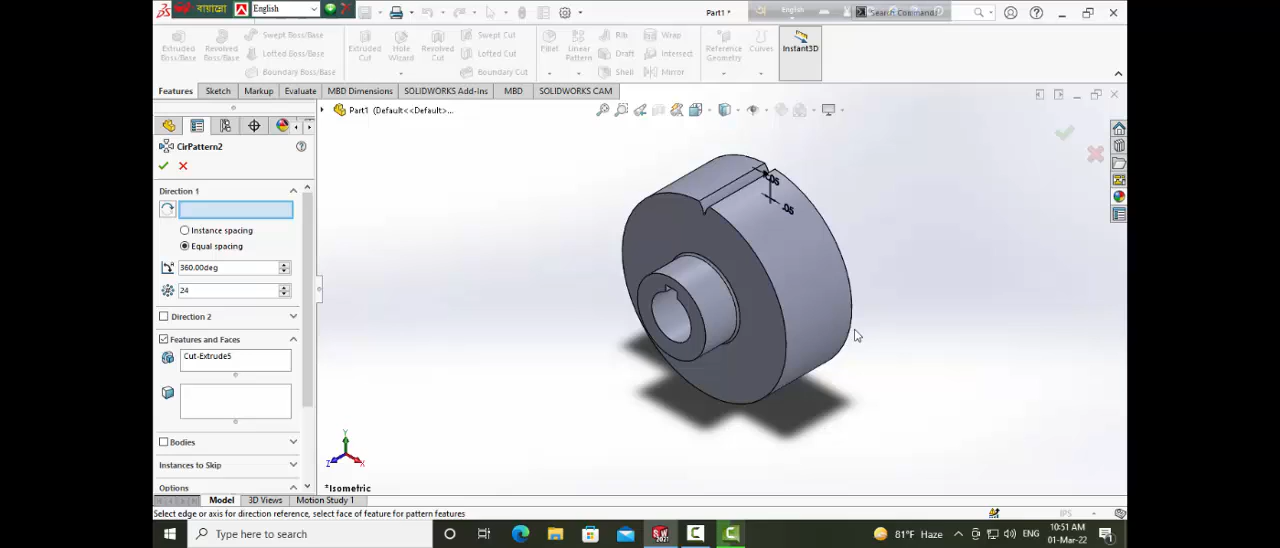 বায়ান্নো
English
Part1 *
English
Search Command
Extruded Boss/Base
Revolved Boss/Base
Swept Boss/Base
Lofted Boss/Base
Boundary Boss/Base
Extruded Cut
Hole Wizard
Revolved Cut
Swept Cut
Lofted Cut
Boundary Cut
Fillet
Linear Pattern
Rib
Draft
Shell
Wrap
Intersect
Mirror
Reference Geometry
Curves
Instant3D
Features
Sketch
Markup
Evaluate
MBD Dimensions
SOLIDWORKS Add-Ins
MBD
SOLIDWORKS CAM
Part1 (Default<<Default>...
CirPattern2
Direction 1
Instance spacing
Equal spacing
360.00deg
24
Direction 2
Features and Faces
Cut-Extrude5
Bodies
Instances to Skip
Options
.05
.05
Y
Z
X
*Isometric
Model
3D Views
Motion Study 1
Select edge or axis for direction reference, select face of feature for pattern features
IPS
Type here to search
SW
2021
81°F Haze
ENG
10:51 AM
01-Mar-22